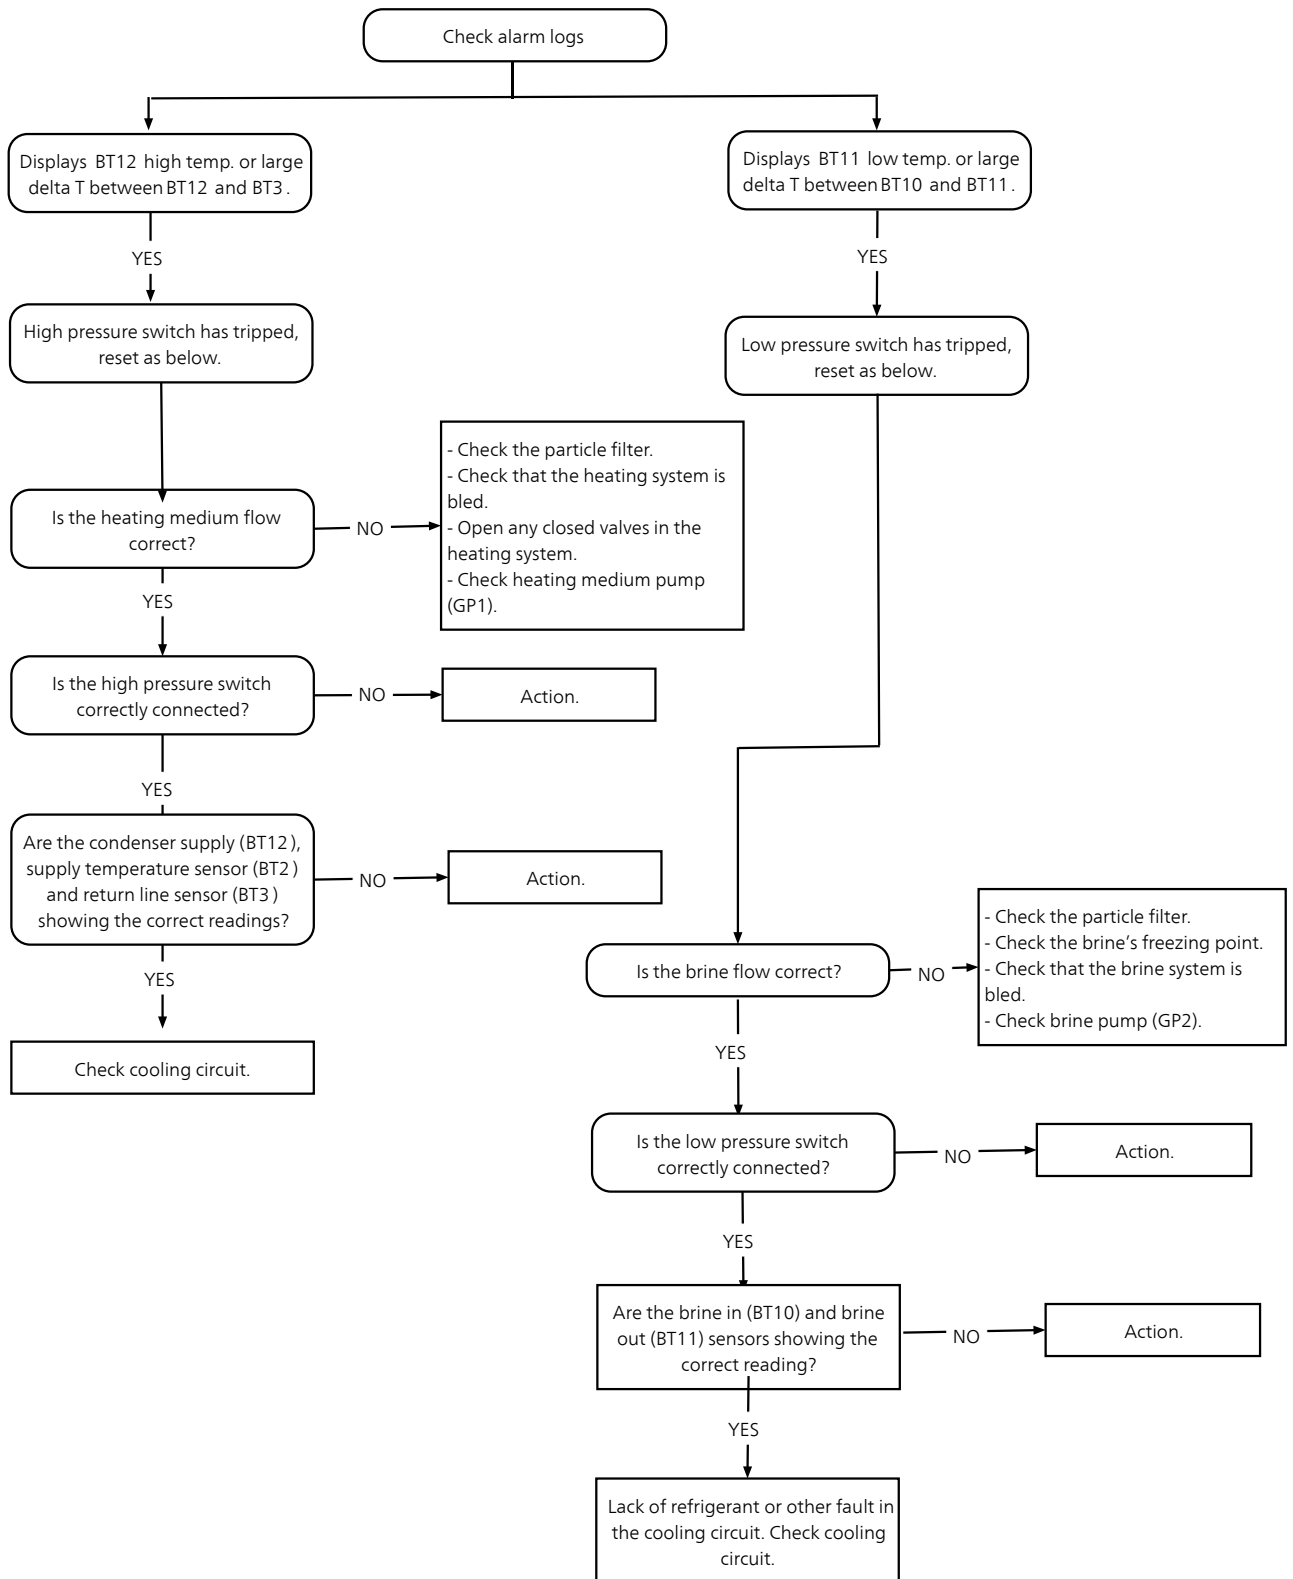 Check alarm logs
Displays BT12 high temp. or large
delta T between BT12 and BT3.
YES
High pressure switch has tripped,
reset as below.
Is the heating medium flow
correct?
NO
- Check the particle filter.
- Check that the heating system is
bled.
- Open any closed valves in the
heating system.
- Check heating medium pump
(GP1).
YES
Is the high pressure switch
correctly connected?
NO
Action.
YES
Are the condenser supply (BT12),
supply temperature sensor (BT2)
and return line sensor (BT3)
showing the correct readings?
NO
Action.
YES
Check cooling circuit.
Displays BT11 low temp. or large
delta T between BT10 and BT11.
YES
Low pressure switch has tripped,
reset as below.
Is the brine flow correct?
NO
- Check the particle filter.
- Check the brine's freezing point.
- Check that the brine system is
bled.
- Check brine pump (GP2).
YES
Is the low pressure switch
correctly connected?
NO
Action.
YES
Are the brine in (BT10) and brine
out (BT11) sensors showing the
correct reading?
NO
Action.
YES
Lack of refrigerant or other fault in
the cooling circuit. Check cooling
circuit.